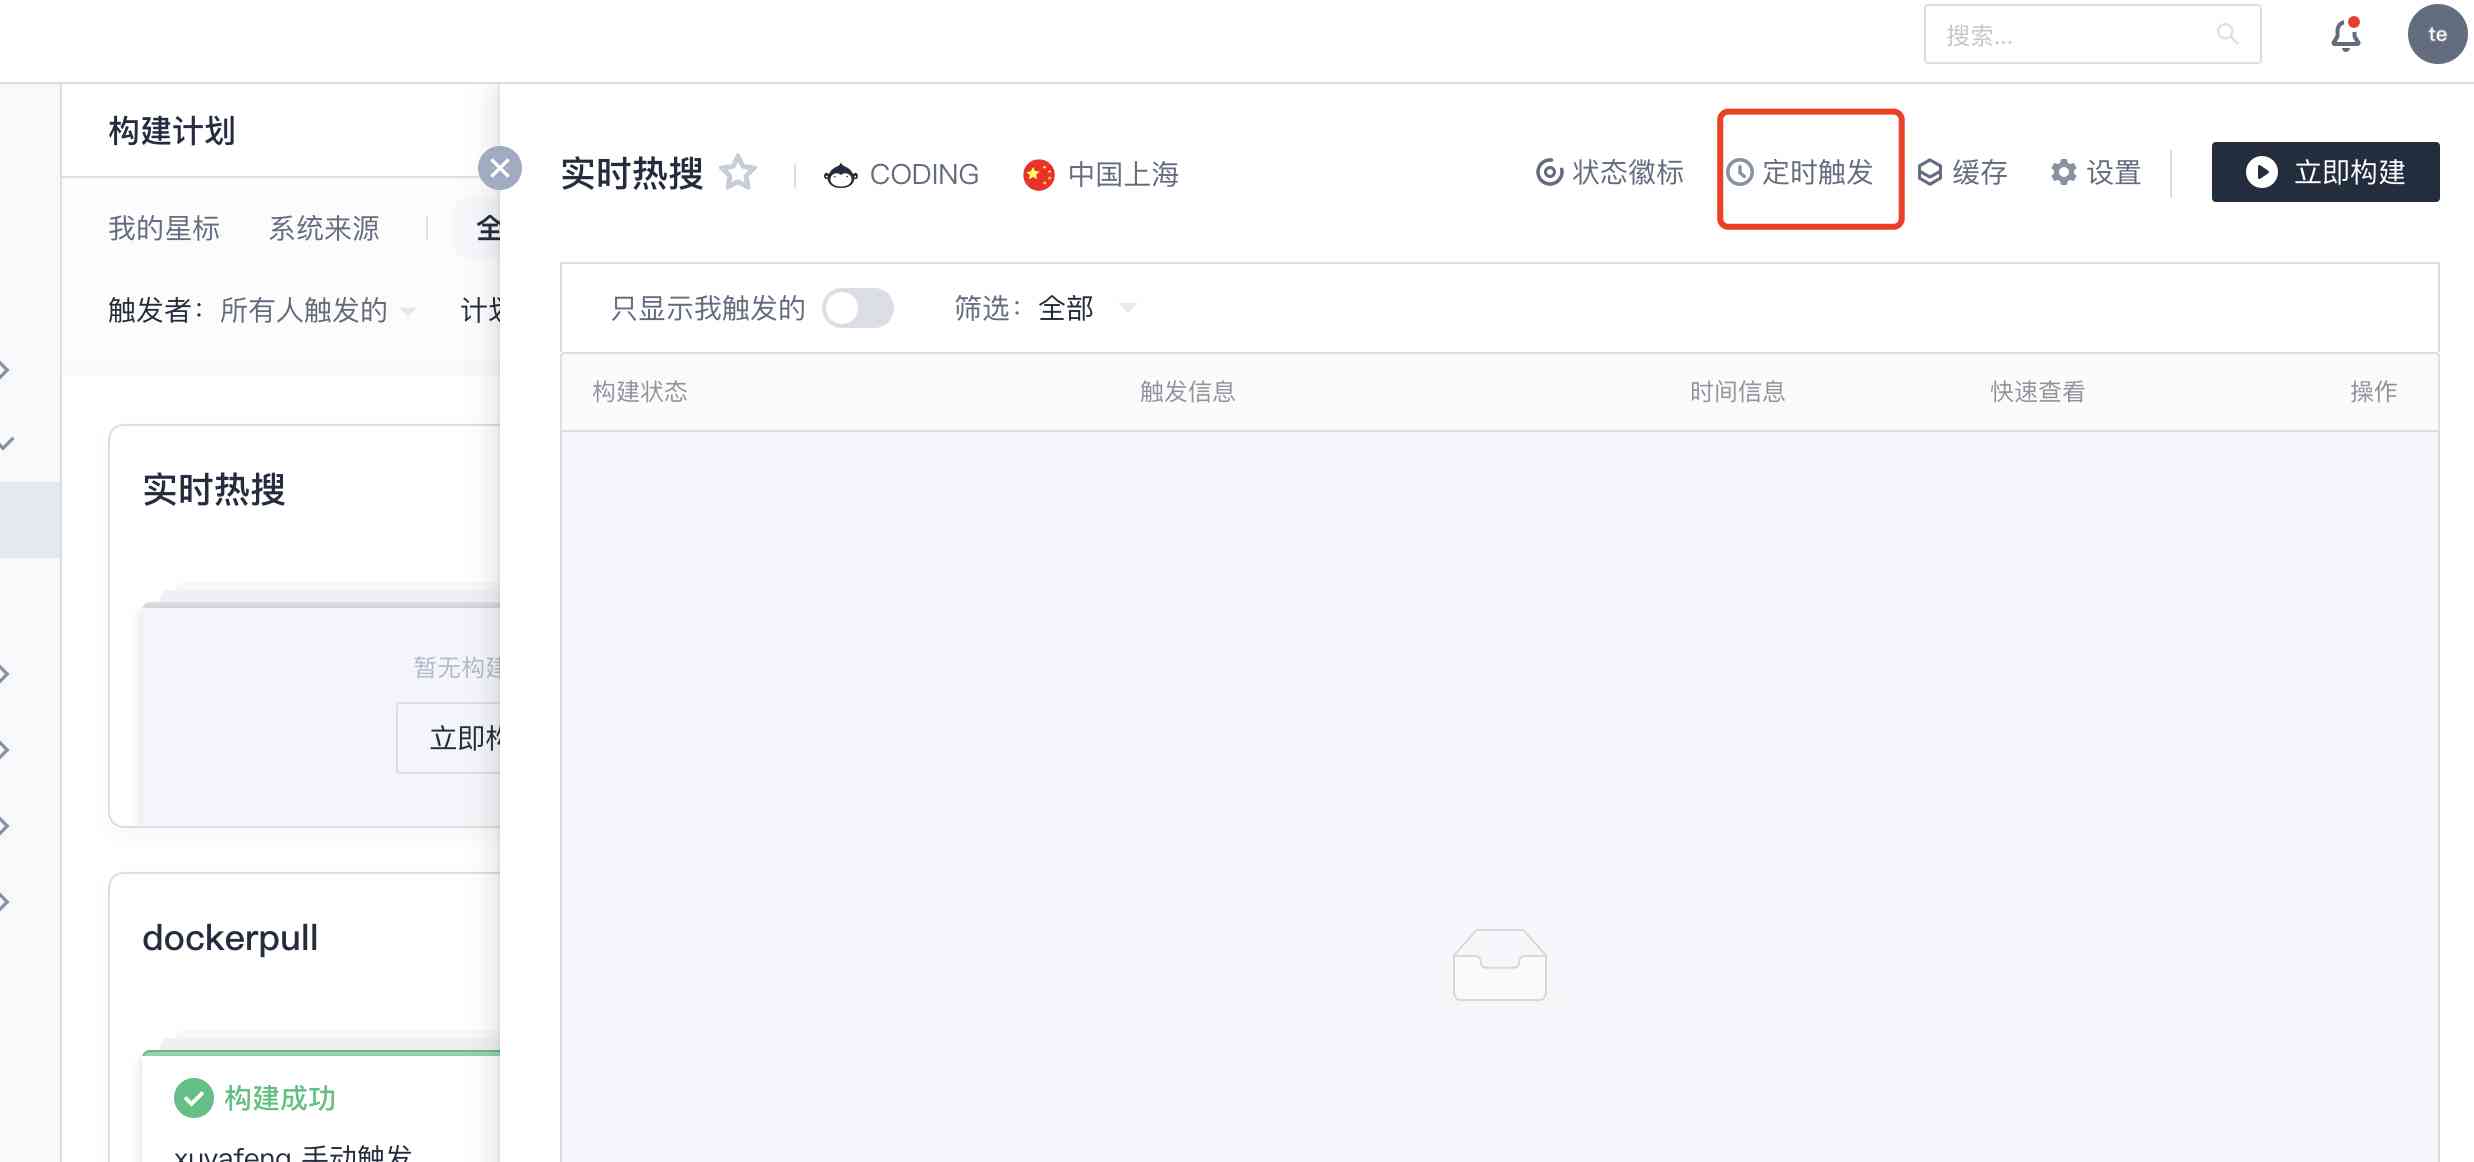 搜索...
te
构建计划
我的星标 系统来源 全
触发者：所有人触发的 计划
实时热搜
暂无构建
立即构
dockerpull
构建成功
xuyafeng 手动触发
实时热搜 CODING 中国上海 状态徽标 定时触发 缓存 设置 立即构建
只显示我触发的 筛选：全部
构建状态 触发信息 时间信息 快速查看 操作